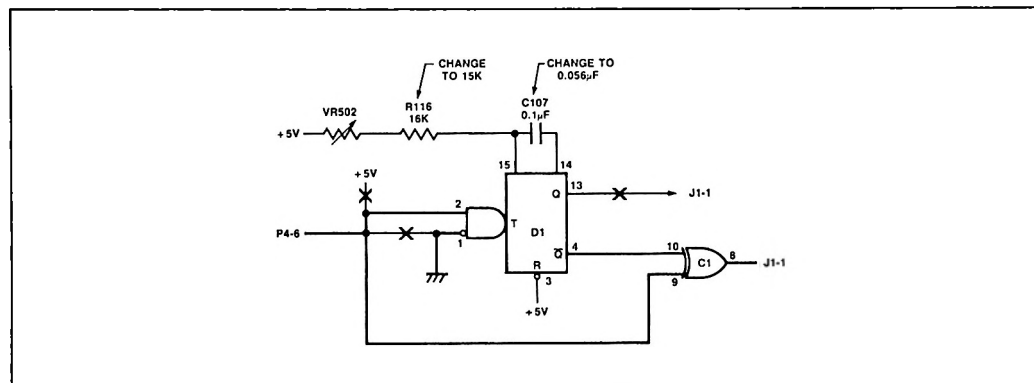 CHANGE
TO 15K
CHANGE TO
0.056µF
VR502
R116
16K
C107
0.1µF
+5V
15
14
+5V
2
13
Q
J1-1
T
D1
P4-6
1
Q̅
4
10
C1
8
J1-1
R
3
9
+5V